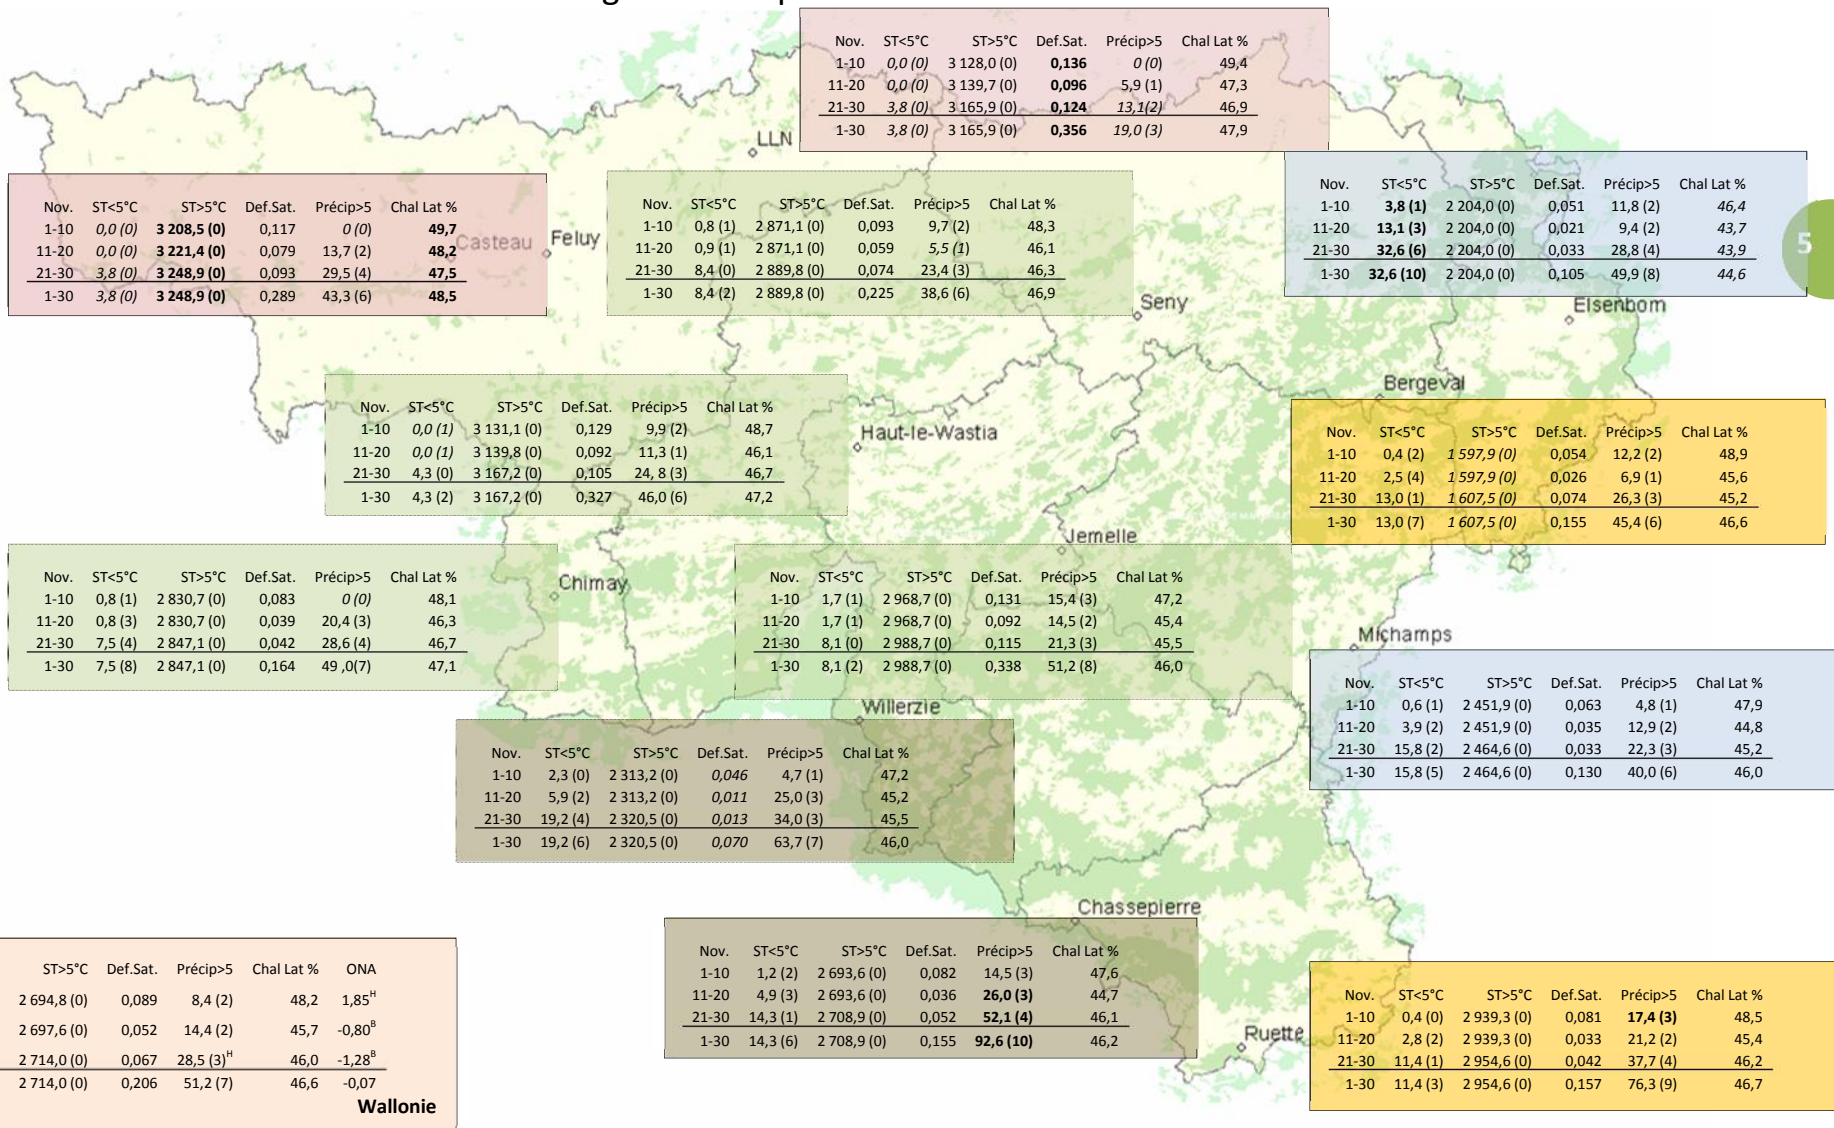 Nov. ST<5°C ST>5°C Def.Sat. Précip>5 Chal Lat %
1-10 0,0 (0) 3 128,0 (0) 0,136 0 (0) 49,4
11-20 0,0 (0) 3 139,7 (0) 0,096 5,9 (1) 47,3
21-30 3,8 (0) 3 165,9 (0) 0,124 13,1(2) 46,9
1-30 3,8 (0) 3 165,9 (0) 0,356 19,0 (3) 47,9
LLN
Nov. ST<5°C ST>5°C Def.Sat. Précip>5 Chal Lat %
1-10 0,0 (0) 3 208,5 (0) 0,117 0 (0) 49,7
11-20 0,0 (0) 3 221,4 (0) 0,079 13,7 (2) 48,2
21-30 3,8 (0) 3 248,9 (0) 0,093 29,5 (4) 47,5
1-30 3,8 (0) 3 248,9 (0) 0,289 43,3 (6) 48,5
Casteau
Feluy
Nov. ST<5°C ST>5°C Def.Sat. Précip>5 Chal Lat %
1-10 0,8 (1) 2 871,1 (0) 0,093 9,7 (2) 48,3
11-20 0,9 (1) 2 871,1 (0) 0,059 5,5 (1) 46,1
21-30 8,4 (0) 2 889,8 (0) 0,074 23,4 (3) 46,3
1-30 8,4 (2) 2 889,8 (0) 0,225 38,6 (6) 46,9
Seny
Nov. ST<5°C ST>5°C Def.Sat. Précip>5 Chal Lat %
1-10 3,8 (1) 2 204,0 (0) 0,051 11,8 (2) 46,4
11-20 13,1 (3) 2 204,0 (0) 0,021 9,4 (2) 43,7
21-30 32,6 (6) 2 204,0 (0) 0,033 28,8 (4) 43,9
1-30 32,6 (10) 2 204,0 (0) 0,105 49,9 (8) 44,6
5
Elsenborn
Nov. ST<5°C ST>5°C Def.Sat. Précip>5 Chal Lat %
1-10 0,0 (1) 3 131,1 (0) 0,129 9,9 (2) 48,7
11-20 0,0 (1) 3 139,8 (0) 0,092 11,3 (1) 46,1
21-30 4,3 (0) 3 167,2 (0) 0,105 24, 8 (3) 46,7
1-30 4,3 (2) 3 167,2 (0) 0,327 46,0 (6) 47,2
Haut-le-Wastia
Bergeval
Nov. ST<5°C ST>5°C Def.Sat. Précip>5 Chal Lat %
1-10 0,4 (2) 1 597,9 (0) 0,054 12,2 (2) 48,9
11-20 2,5 (4) 1 597,9 (0) 0,026 6,9 (1) 45,6
21-30 13,0 (1) 1 607,5 (0) 0,074 26,3 (3) 45,2
1-30 13,0 (7) 1 607,5 (0) 0,155 45,4 (6) 46,6
Nov. ST<5°C ST>5°C Def.Sat. Précip>5 Chal Lat %
1-10 0,8 (1) 2 830,7 (0) 0,083 0 (0) 48,1
11-20 0,8 (3) 2 830,7 (0) 0,039 20,4 (3) 46,3
21-30 7,5 (4) 2 847,1 (0) 0,042 28,6 (4) 46,7
1-30 7,5 (8) 2 847,1 (0) 0,164 49 ,0(7) 47,1
Chimay
Jemelle
Nov. ST<5°C ST>5°C Def.Sat. Précip>5 Chal Lat %
1-10 1,7 (1) 2 968,7 (0) 0,131 15,4 (3) 47,2
11-20 1,7 (1) 2 968,7 (0) 0,092 14,5 (2) 45,4
21-30 8,1 (0) 2 988,7 (0) 0,115 21,3 (3) 45,5
1-30 8,1 (2) 2 988,7 (0) 0,338 51,2 (8) 46,0
Michamps
Nov. ST<5°C ST>5°C Def.Sat. Précip>5 Chal Lat %
1-10 0,6 (1) 2 451,9 (0) 0,063 4,8 (1) 47,9
11-20 3,9 (2) 2 451,9 (0) 0,035 12,9 (2) 44,8
21-30 15,8 (2) 2 464,6 (0) 0,033 22,3 (3) 45,2
1-30 15,8 (5) 2 464,6 (0) 0,130 40,0 (6) 46,0
Willerzie
Nov. ST<5°C ST>5°C Def.Sat. Précip>5 Chal Lat %
1-10 2,3 (0) 2 313,2 (0) 0,046 4,7 (1) 47,2
11-20 5,9 (2) 2 313,2 (0) 0,011 25,0 (3) 45,2
21-30 19,2 (4) 2 320,5 (0) 0,013 34,0 (3) 45,5
1-30 19,2 (6) 2 320,5 (0) 0,070 63,7 (7) 46,0
Chassepierre
Nov. ST<5°C ST>5°C Def.Sat. Précip>5 Chal Lat %
1-10 1,2 (2) 2 693,6 (0) 0,082 14,5 (3) 47,6
11-20 4,9 (3) 2 693,6 (0) 0,036 26,0 (3) 44,7
21-30 14,3 (1) 2 708,9 (0) 0,052 52,1 (4) 46,1
1-30 14,3 (6) 2 708,9 (0) 0,155 92,6 (10) 46,2
Ruette
Nov. ST<5°C ST>5°C Def.Sat. Précip>5 Chal Lat %
1-10 0,4 (0) 2 939,3 (0) 0,081 17,4 (3) 48,5
11-20 2,8 (2) 2 939,3 (0) 0,033 21,2 (2) 45,4
21-30 11,4 (1) 2 954,6 (0) 0,042 37,7 (4) 46,2
1-30 11,4 (3) 2 954,6 (0) 0,157 76,3 (9) 46,7
ST>5°C Def.Sat. Précip>5 Chal Lat % ONA
2 694,8 (0) 0,089 8,4 (2) 48,2 1,85ᴴ
2 697,6 (0) 0,052 14,4 (2) 45,7 -0,80ᴮ
2 714,0 (0) 0,067 28,5 (3)ᴴ 46,0 -1,28ᴮ
2 714,0 (0) 0,206 51,2 (7) 46,6 -0,07
Wallonie